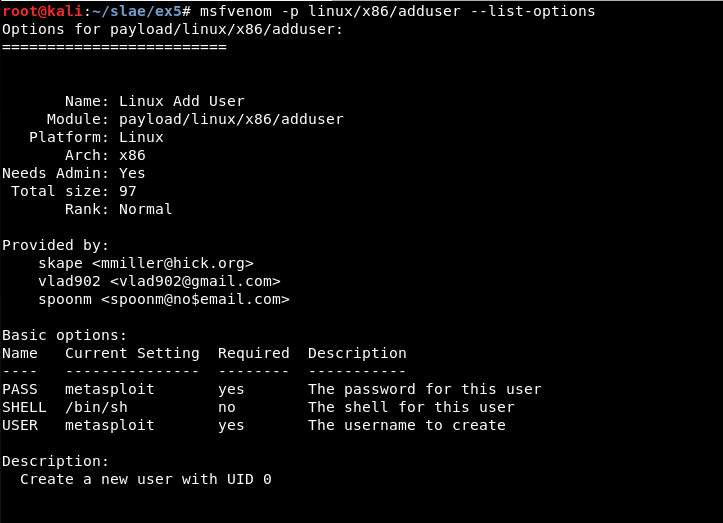 root@kali:~/slae/ex5# msfvenom -p linux/x86/adduser --list-options
Options for payload/linux/x86/adduser:
=========================
Name: Linux Add User
Module: payload/linux/x86/adduser
Platform: Linux
Arch: x86
Needs Admin: Yes
Total size: 97
Rank: Normal
Provided by:
skape <mmiller@hick.org>
vlad902 <vlad902@gmail.com>
spoonm <spoonm@no$email.com>
Basic options:
Name   Current Setting  Required  Description
----   ---------------  --------  -----------
PASS   metasploit       yes       The password for this user
SHELL  /bin/sh          no        The shell for this user
USER   metasploit       yes       The username to create
Description:
Create a new user with UID 0